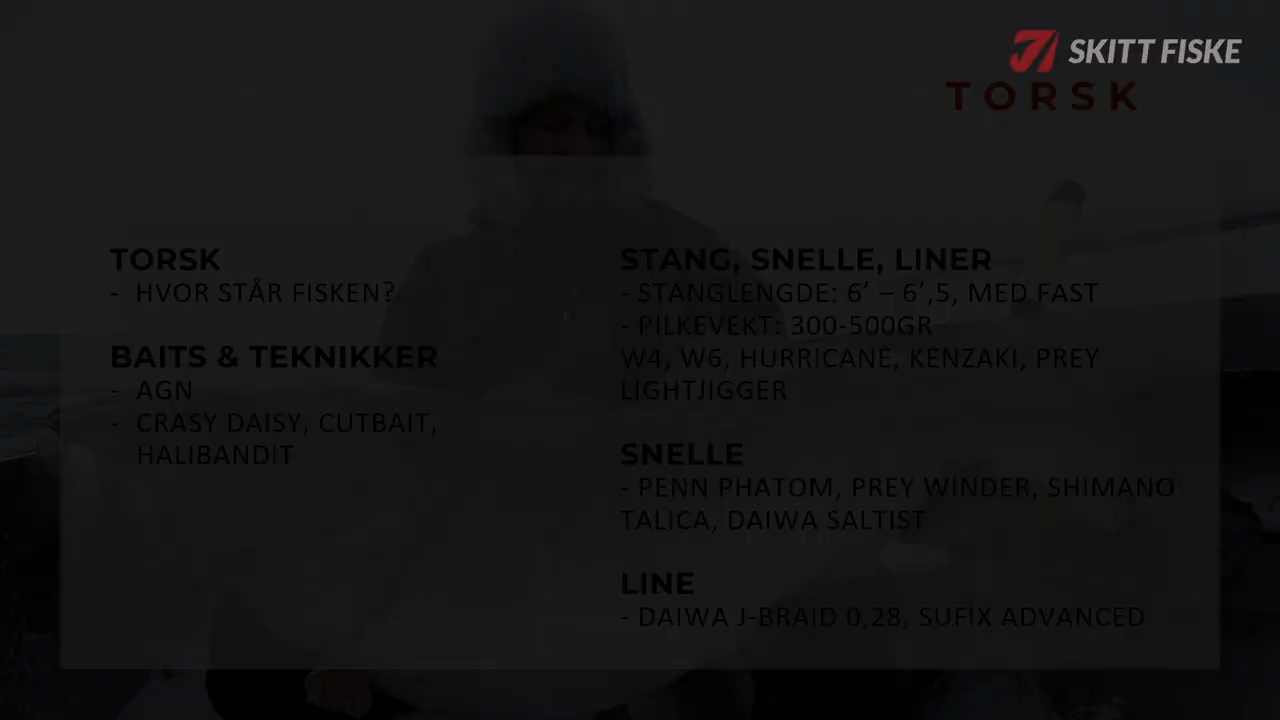 SKITT FISKE
TORSK
TORSK
- HVOR STÅR FISKEN?
BAITS & TEKNIKKER
- AGN
- CRASY DAISY, CUTBAIT,
HALIBANDIT
STANG, SNELLE, LINER
- STANGLENGDE: 6’ – 6’,5, MED FAST
- PILKEVEKT: 300-500GR
W4, W6, HURRICANE, KENZAKI, PREY
LIGHTJIGGER
SNELLE
- PENN PHATOM, PREY WINDER, SHIMANO
TALICA, DAIWA SALTIST
LINE
- DAIWA J-BRAID 0,28, SUFIX ADVANCED